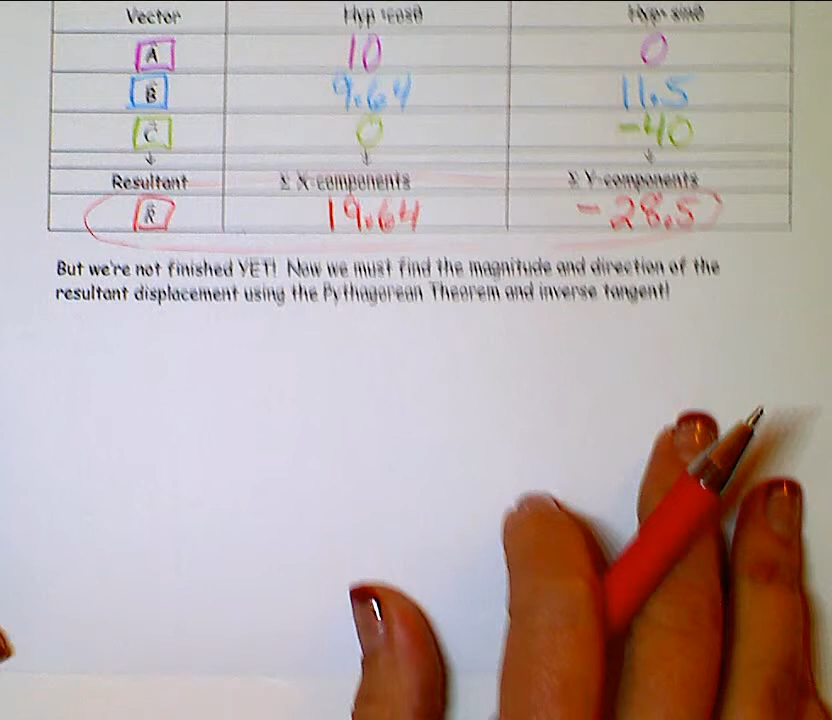 Vector Hyp·cosθ Hyp·sinθ
A 10 0
B 9.64 11.5
C 0 -40
↓ ↓ ↓
Resultant Σ X-components Σ Y-components
R 19.64 -28.5
But we're not finished YET! Now we must find the magnitude and direction of the
resultant displacement using the Pythagorean Theorem and inverse tangent!